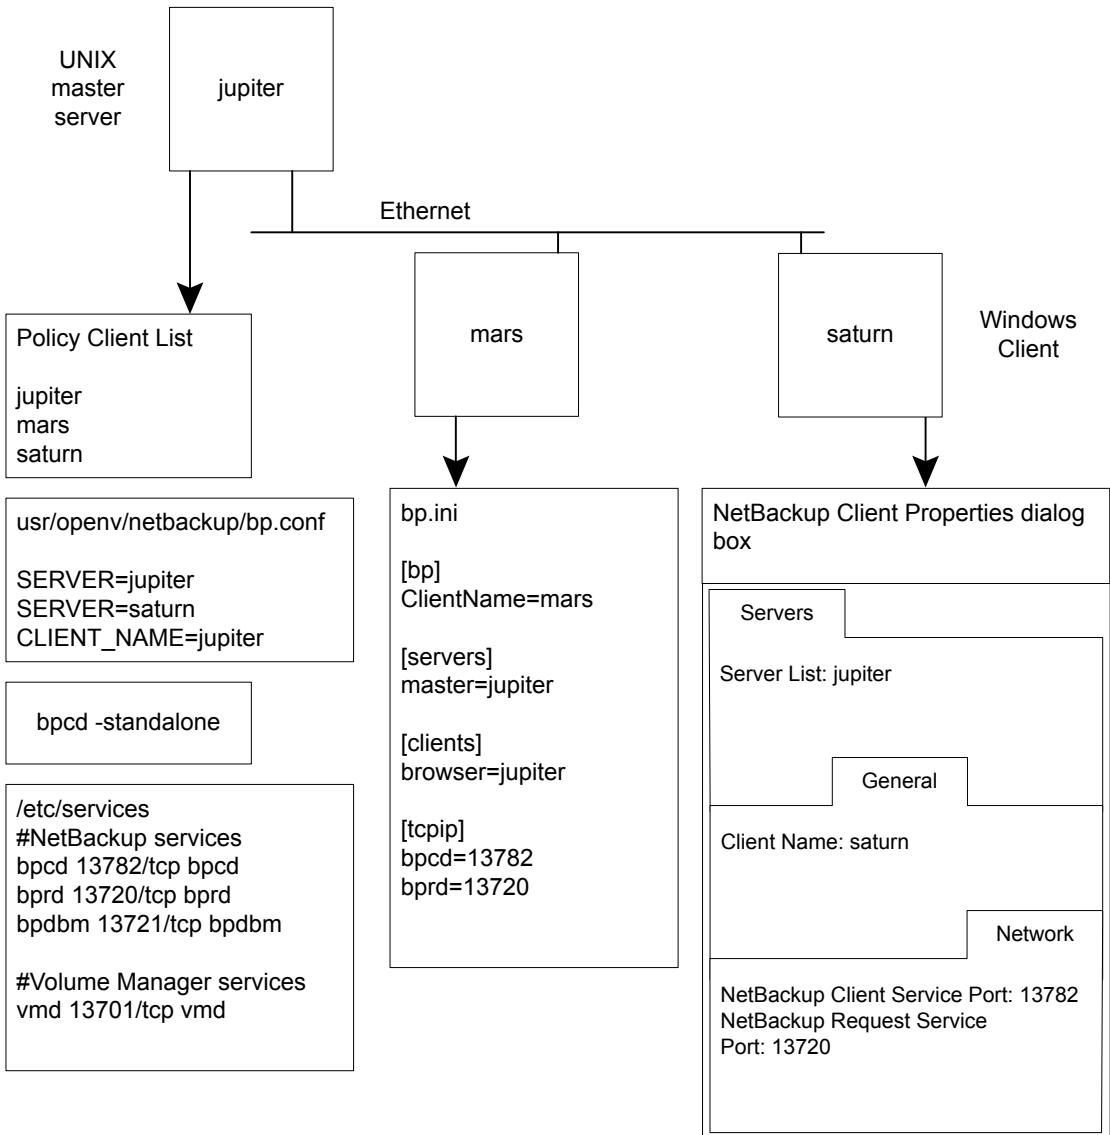 UNIX
master
server
jupiter
Ethernet
mars
saturn
Windows
Client
Policy Client List
jupiter
mars
saturn
usr/openv/netbackup/bp.conf
SERVER=jupiter
SERVER=saturn
CLIENT_NAME=jupiter
bpcd -standalone
/etc/services
#NetBackup services
bpcd 13782/tcp bpcd
bprd 13720/tcp bprd
bpdbm 13721/tcp bpdbm
#Volume Manager services
vmd 13701/tcp vmd
bp.ini
[bp]
ClientName=mars
[servers]
master=jupiter
[clients]
browser=jupiter
[tcpip]
bpcd=13782
bprd=13720
NetBackup Client Properties dialog
box
Servers
Server List: jupiter
General
Client Name: saturn
Network
NetBackup Client Service Port: 13782
NetBackup Request Service
Port: 13720